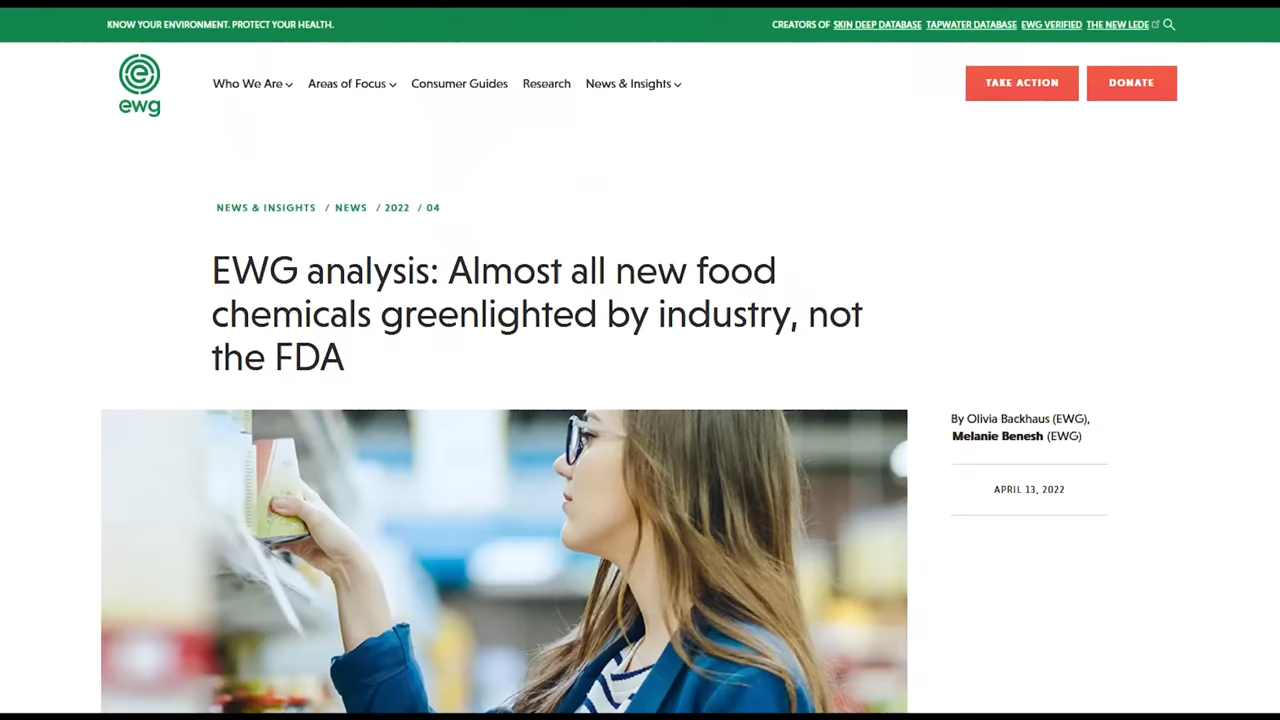 KNOW YOUR ENVIRONMENT. PROTECT YOUR HEALTH.
CREATORS OF SKIN DEEP DATABASE TAPWATER DATABASE EWG VERIFIED THE NEW LEDE
ewg
Who We Are Areas of Focus Consumer Guides Research News & Insights
TAKE ACTION DONATE
NEWS & INSIGHTS / NEWS / 2022 / 04
EWG analysis: Almost all new food
chemicals greenlighted by industry, not
the FDA
By Olivia Backhaus (EWG),
Melanie Benesh (EWG)
APRIL 13, 2022